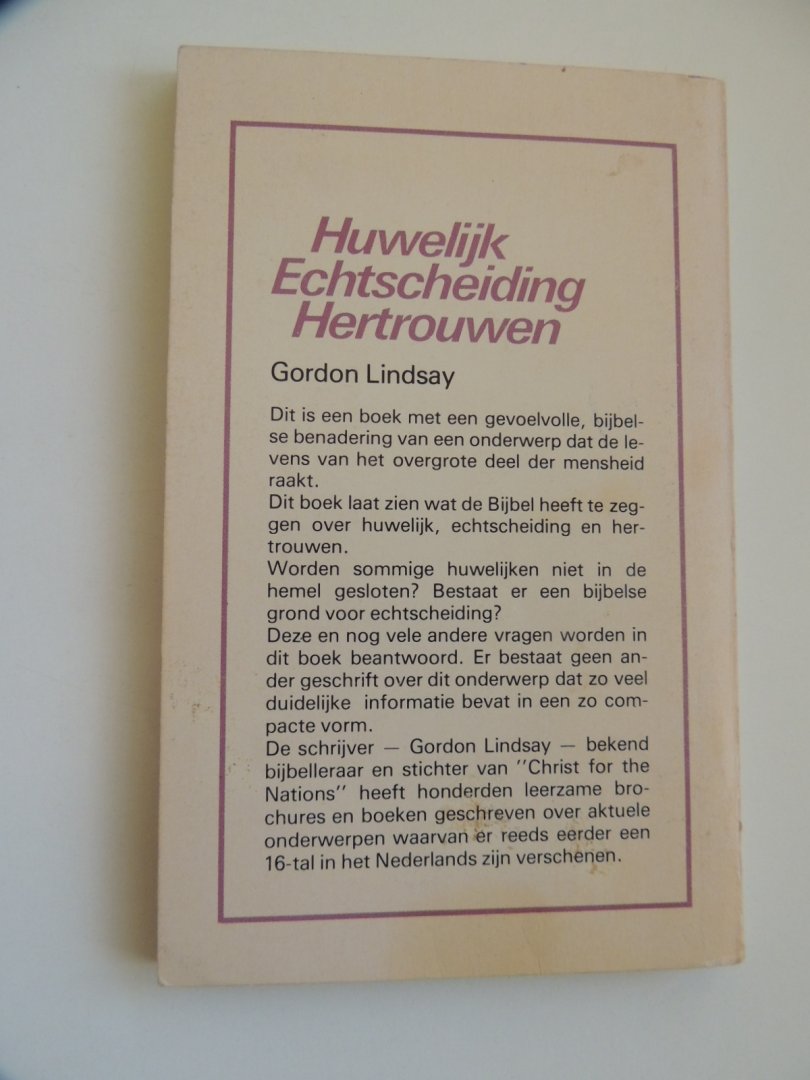 Huwelijk
Echtscheiding
Hertrouwen
Gordon Lindsay
Dit is een boek met een gevoelvolle, bijbel-
se benadering van een onderwerp dat de le-
vens van het overgrote deel der mensheid
raakt.
Dit boek laat zien wat de Bijbel heeft te zeg-
gen over huwelijk, echtscheiding en her-
trouwen.
Worden sommige huwelijken niet in de
hemel gesloten? Bestaat er een bijbelse
grond voor echtscheiding?
Deze en nog vele andere vragen worden in
dit boek beantwoord. Er bestaat geen an-
der geschrift over dit onderwerp dat zo veel
duidelijke informatie bevat in een zo com-
pacte vorm.
De schrijver — Gordon Lindsay — bekend
bijbelleraar en stichter van "Christ for the
Nations" heeft honderden leerzame bro-
chures en boeken geschreven over aktuele
onderwerpen waarvan er reeds eerder een
16-tal in het Nederlands zijn verschenen.